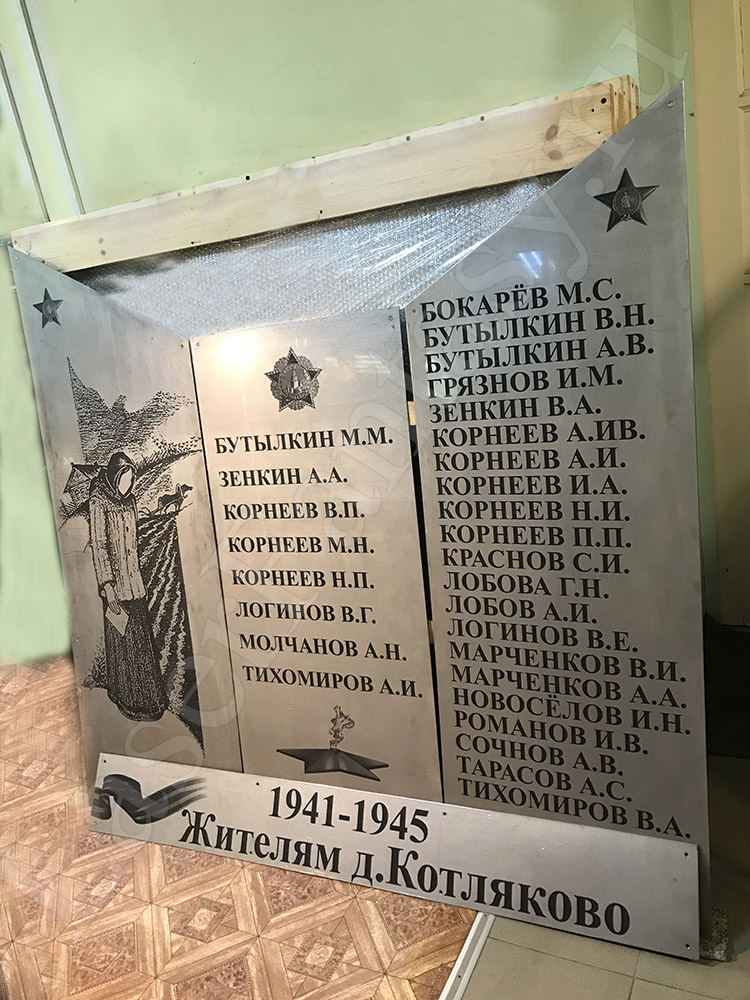 БУТЫЛКИН М.М.
ЗЕНКИН А.А.
КОРНЕЕВ В.П.
КОРНЕЕВ М.Н.
КОРНЕЕВ Н.П.
ЛОГИНОВ В.Г.
МОЛЧАНОВ А.Н.
ТИХОМИРОВ А.И.
БОКАРЁВ М.С.
БУТЫЛКИН В.Н.
БУТЫЛКИН А.В.
ГРЯЗНОВ И.М.
ЗЕНКИН В.А.
КОРНЕЕВ А.ИВ.
КОРНЕЕВ А.И.
КОРНЕЕВ И.А.
КОРНЕЕВ Н.И.
КОРНЕЕВ П.П.
КРАСНОВ С.И.
ЛОБОВА Г.Н.
ЛОБОВ А.И.
ЛОГИНОВ В.Е.
МАРЧЕНКОВ В.И.
МАРЧЕНКОВ А.А.
НОВОСЁЛОВ И.Н.
РОМАНОВ И.В.
СОЧНОВ А.В.
ТАРАСОВ А.С.
ТИХОМИРОВ В.А.
1941-1945
Жителям д.Котляково